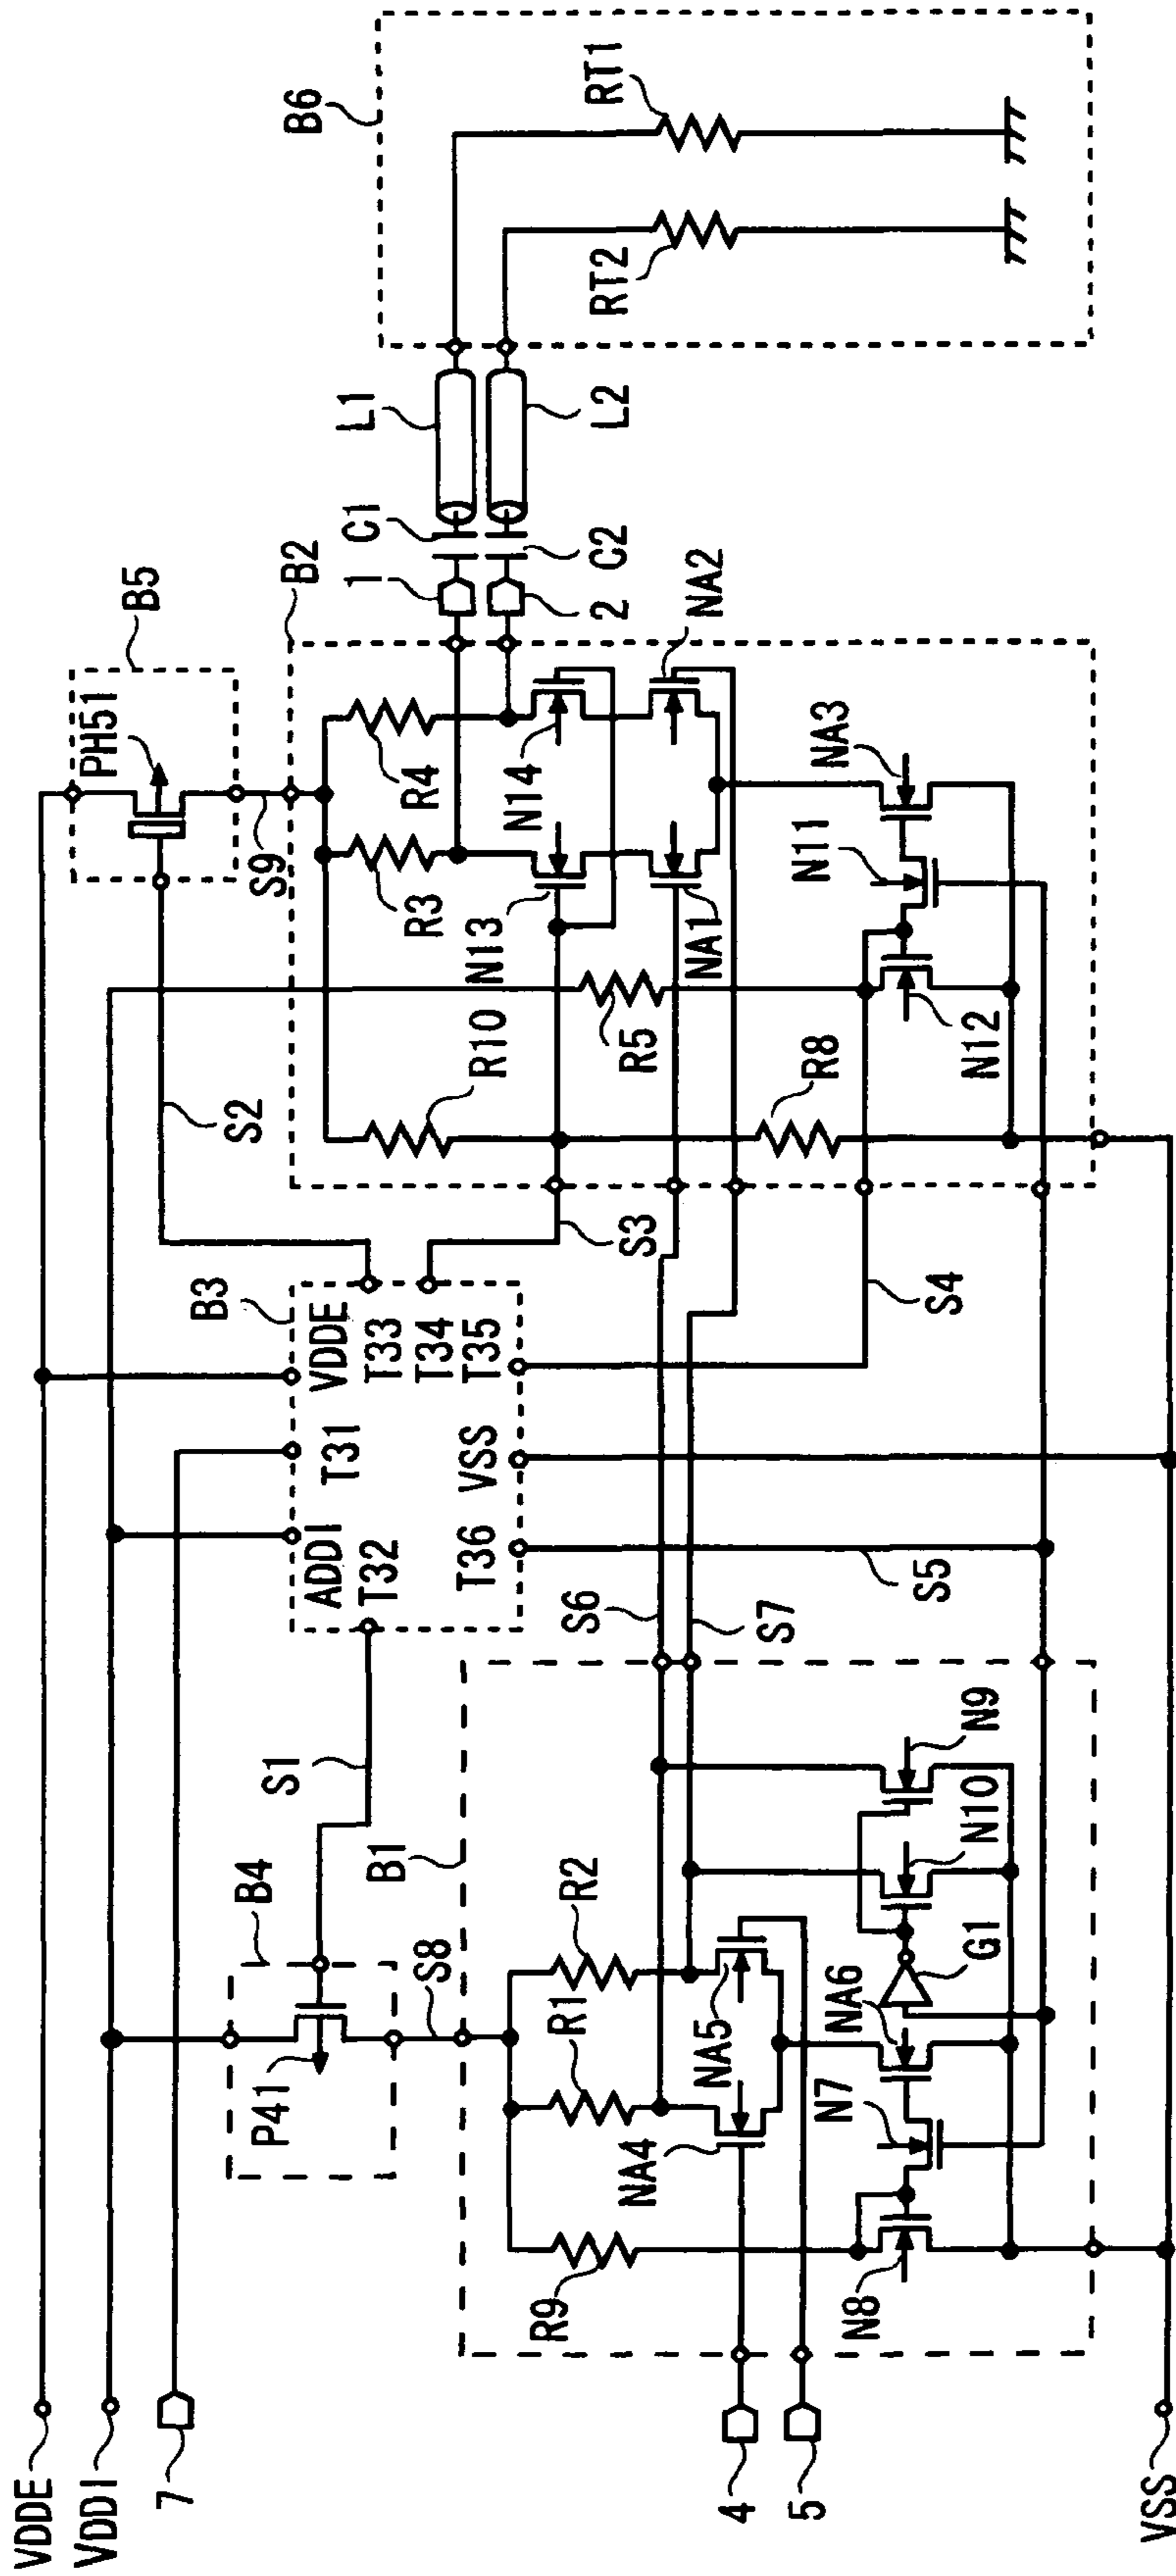 VDDE
VDDI
7
4
5
VSS
B4
P41
S1
S8
B1
R9
R1
R2
NA4
NA5
N8
N7
NA6
G1
N10
N9
S6
S7
S5
B3
ADDI
T31
VDDE
T32
T33
T34
T36
VSS
T35
S2
S3
S4
B5
PH51
S9
B2
R10
R3
R4
N13
N14
R5
NA1
NA2
R8
N12
N11
NA3
1
2
C1
C2
L1
L2
B6
RT1
RT2